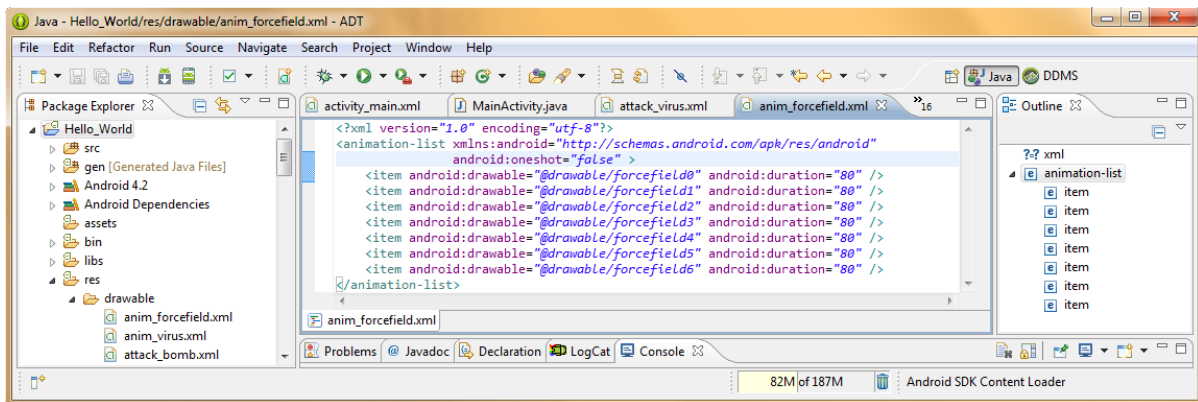 Java - Hello_World/res/drawable/anim_forcefield.xml - ADT
File Edit Refactor Run Source Navigate Search Project Window Help
Java DDMS
Package Explorer
activity_main.xml MainActivity.java attack_virus.xml anim_forcefield.xml »16
Outline
Hello_World
src
gen [Generated Java Files]
Android 4.2
Android Dependencies
assets
bin
libs
res
drawable
anim_forcefield.xml
anim_virus.xml
attack_bomb.xml
<?xml version="1.0" encoding="utf-8"?>
<animation-list xmlns:android="http://schemas.android.com/apk/res/android"
android:oneshot="false" >
<item android:drawable="@drawable/forcefield0" android:duration="80" />
<item android:drawable="@drawable/forcefield1" android:duration="80" />
<item android:drawable="@drawable/forcefield2" android:duration="80" />
<item android:drawable="@drawable/forcefield3" android:duration="80" />
<item android:drawable="@drawable/forcefield4" android:duration="80" />
<item android:drawable="@drawable/forcefield5" android:duration="80" />
<item android:drawable="@drawable/forcefield6" android:duration="80" />
</animation-list>
anim_forcefield.xml
?=? xml
e animation-list
e item
e item
e item
e item
e item
e item
e item
Problems @ Javadoc Declaration LogCat Console
82M of 187M Android SDK Content Loader